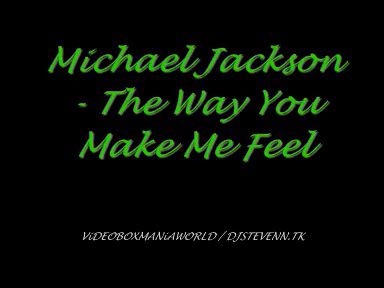 Michael Jackson
- The Way You
Make Me Feel
ViDEOBOXMANiAWORLD / DJSTEVENN.TK